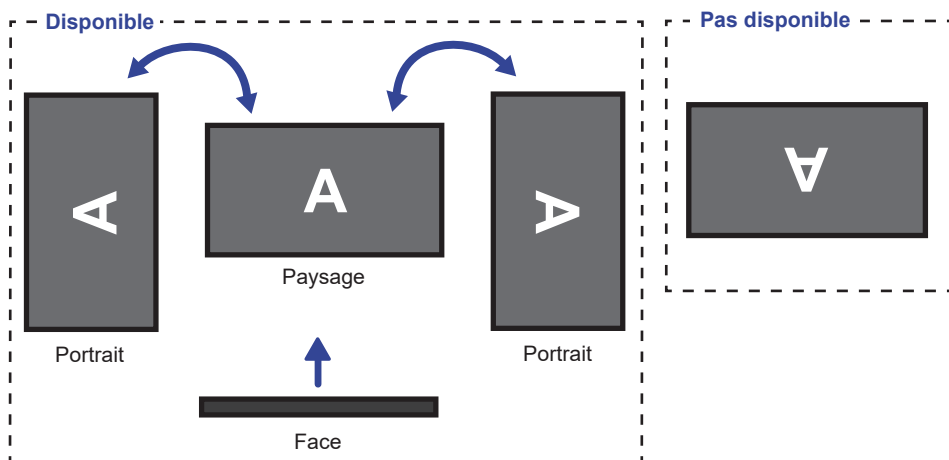 Disponible
Pas disponible
A
A
A
A
Paysage
Portrait
Portrait
Face